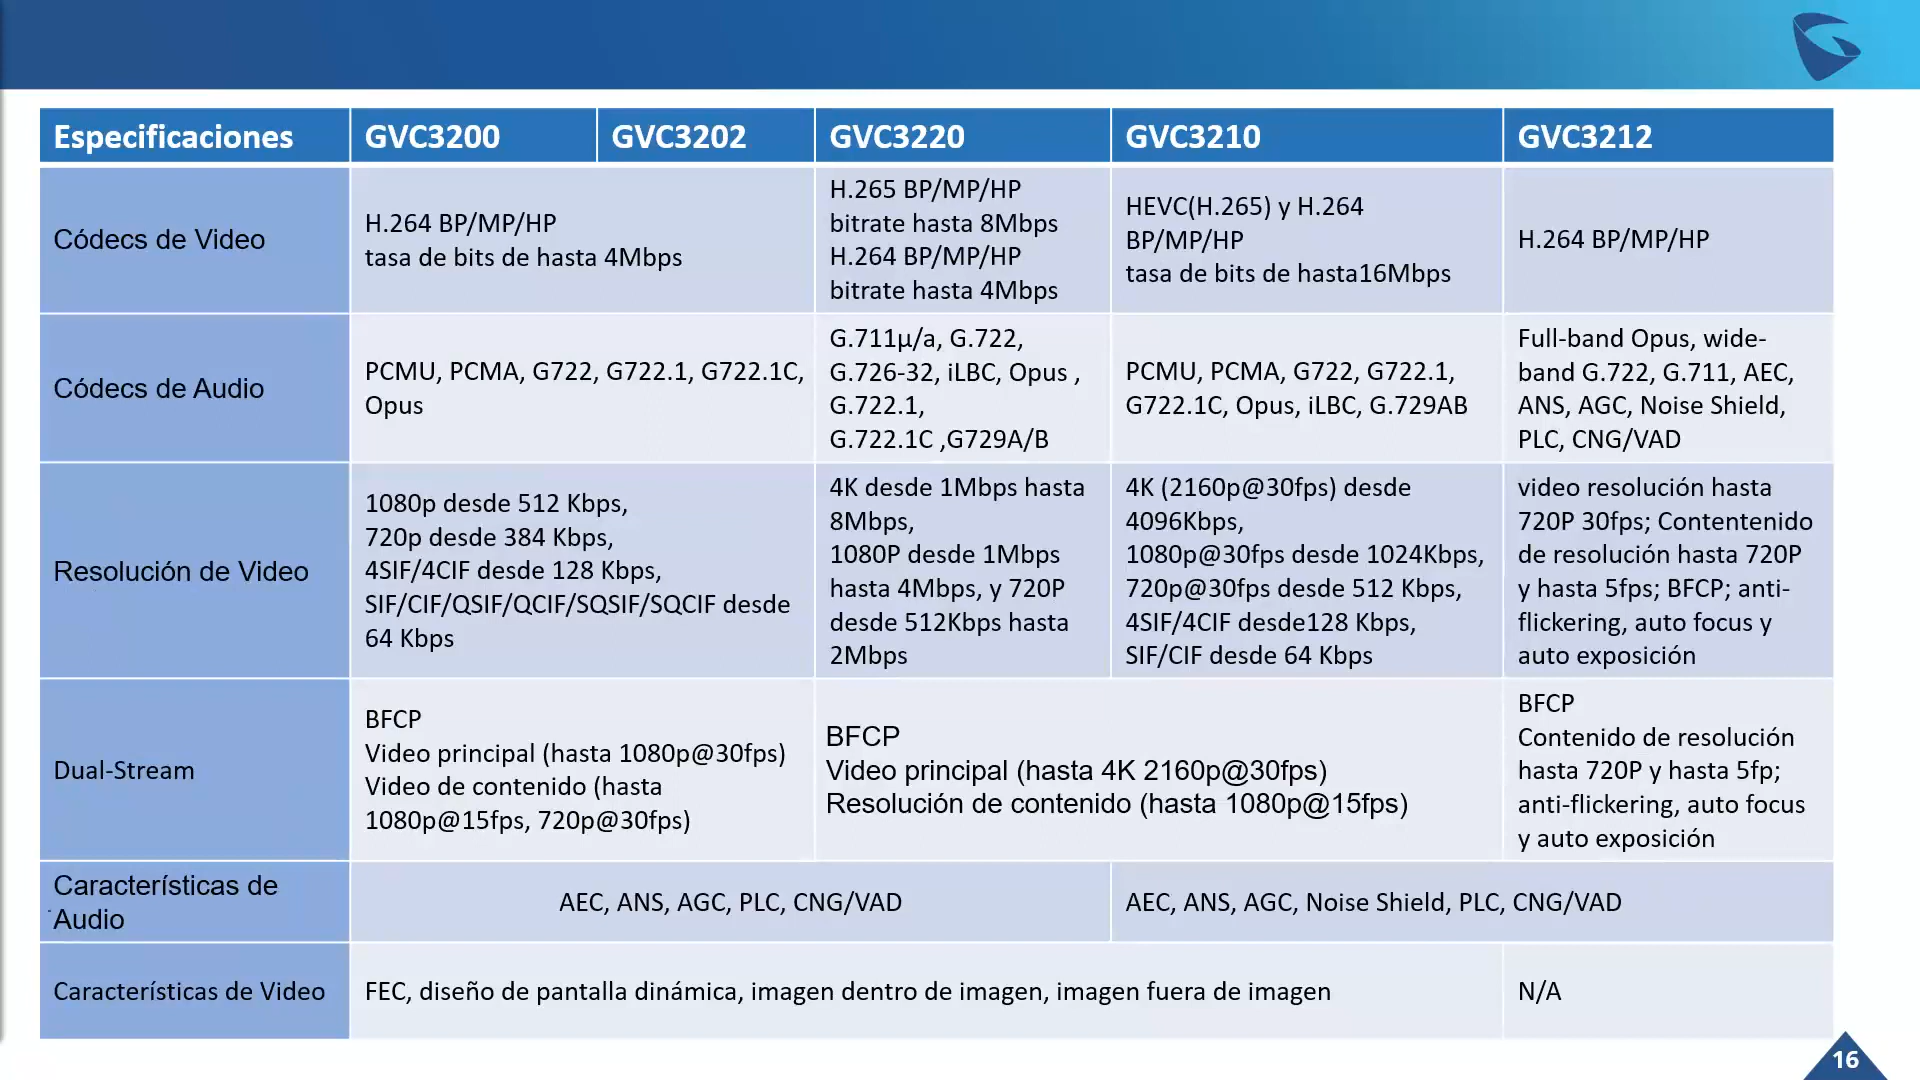 Especificaciones
GVC3200
GVC3202
GVC3220
GVC3210
GVC3212
Códecs de Video
H.264 BP/MP/HP
tasa de bits de hasta 4Mbps
H.265 BP/MP/HP
bitrate hasta 8Mbps
H.264 BP/MP/HP
bitrate hasta 4Mbps
HEVC(H.265) y H.264
BP/MP/HP
tasa de bits de hasta16Mbps
H.264 BP/MP/HP
Códecs de Audio
PCMU, PCMA, G722, G722.1, G722.1C,
Opus
G.711μ/a, G.722,
G.726-32, iLBC, Opus ,
G.722.1,
G.722.1C ,G729A/B
PCMU, PCMA, G722, G722.1,
G722.1C, Opus, iLBC, G.729AB
Full-band Opus, wide-
band G.722, G.711, AEC,
ANS, AGC, Noise Shield,
PLC, CNG/VAD
Resolución de Video
1080p desde 512 Kbps,
720p desde 384 Kbps,
4SIF/4CIF desde 128 Kbps,
SIF/CIF/QSIF/QCIF/SQSIF/SQCIF desde
64 Kbps
4K desde 1Mbps hasta
8Mbps,
1080P desde 1Mbps
hasta 4Mbps, y 720P
desde 512Kbps hasta
2Mbps
4K (2160p@30fps) desde
4096Kbps,
1080p@30fps desde 1024Kbps,
720p@30fps desde 512 Kbps,
4SIF/4CIF desde128 Kbps,
SIF/CIF desde 64 Kbps
video resolución hasta
720P 30fps; Contentenido
de resolución hasta 720P
y hasta 5fps; BFCP; anti-
flickering, auto focus y
auto exposición
Dual-Stream
BFCP
Video principal (hasta 1080p@30fps)
Video de contenido (hasta
1080p@15fps, 720p@30fps)
BFCP
Video principal (hasta 4K 2160p@30fps)
Resolución de contenido (hasta 1080p@15fps)
BFCP
Contenido de resolución
hasta 720P y hasta 5fp;
anti-flickering, auto focus
y auto exposición
Características de
Audio
AEC, ANS, AGC, PLC, CNG/VAD
AEC, ANS, AGC, Noise Shield, PLC, CNG/VAD
Características de Video
FEC, diseño de pantalla dinámica, imagen dentro de imagen, imagen fuera de imagen
N/A
16